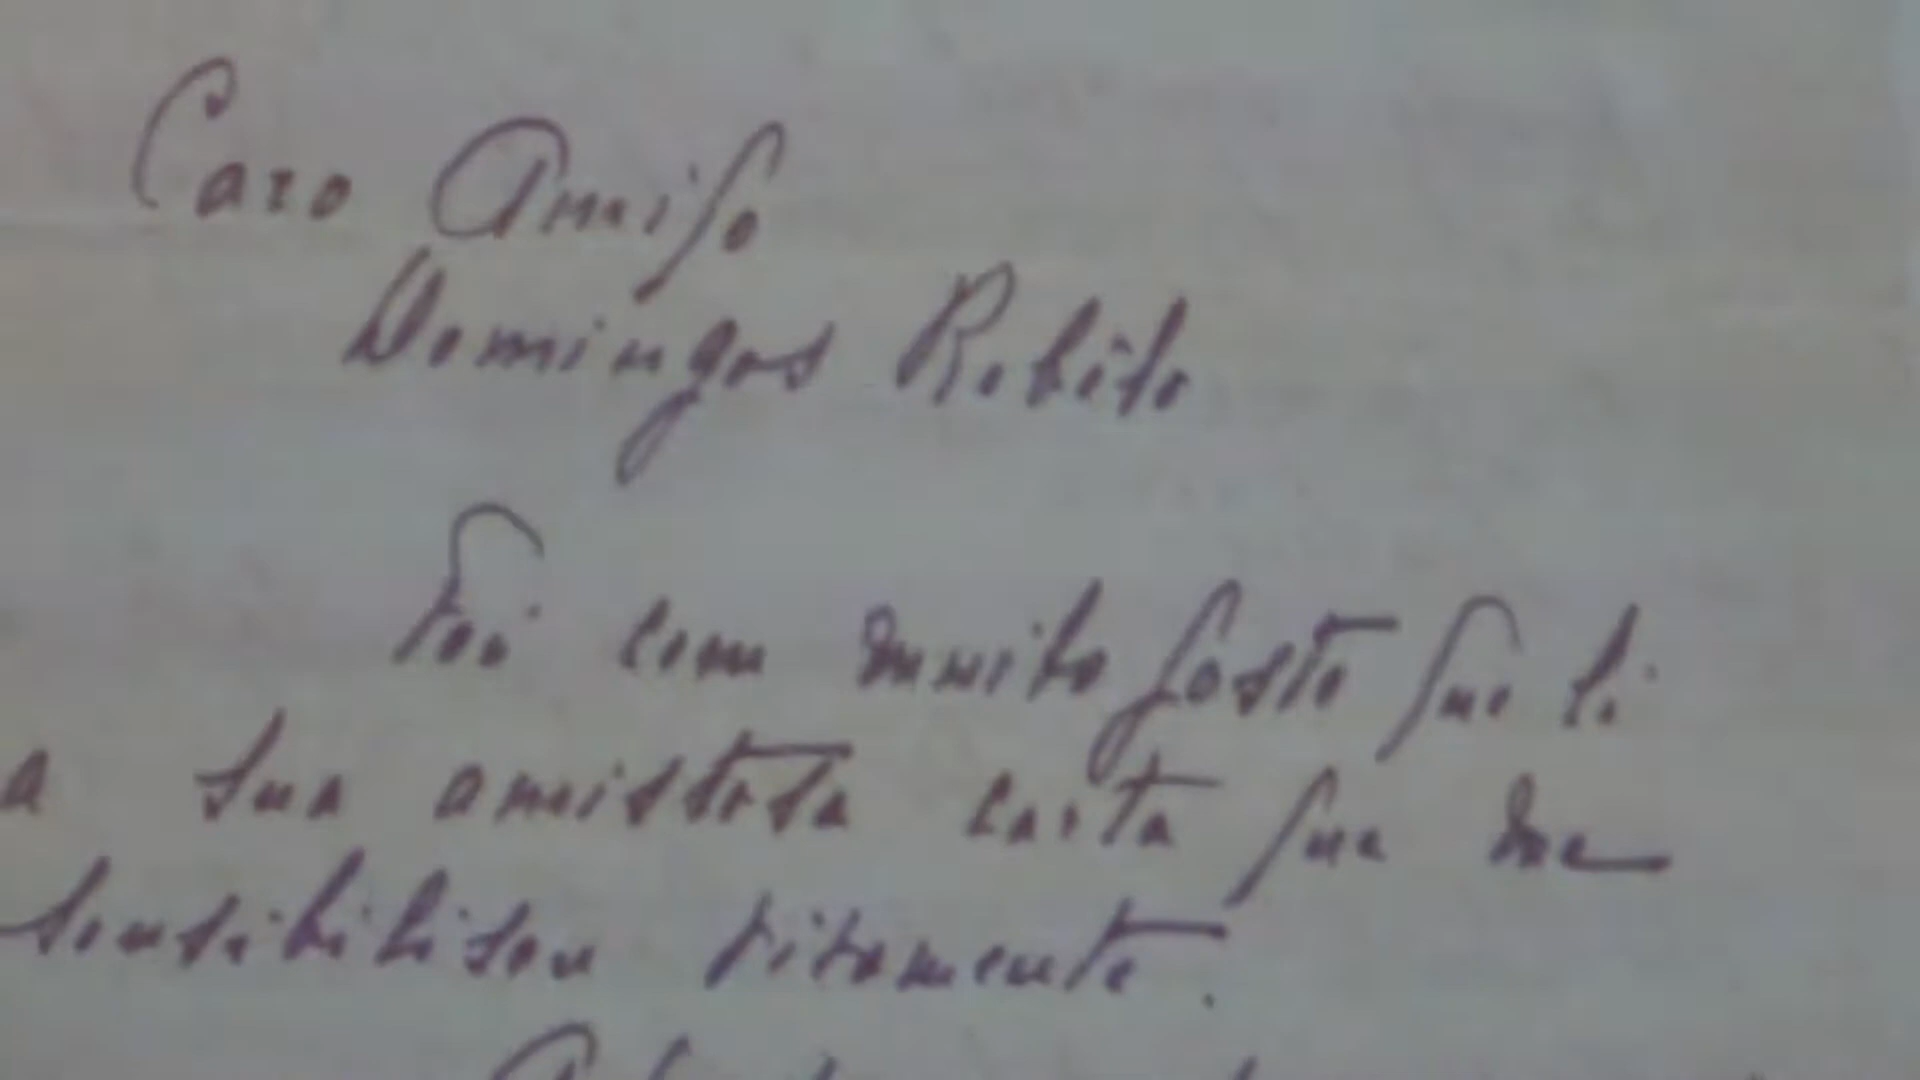 Caro Amigo
Domingos Rebêlo
Foi com muito gosto que li
a sua amistosa carta que me
sensibilisou vivamente.